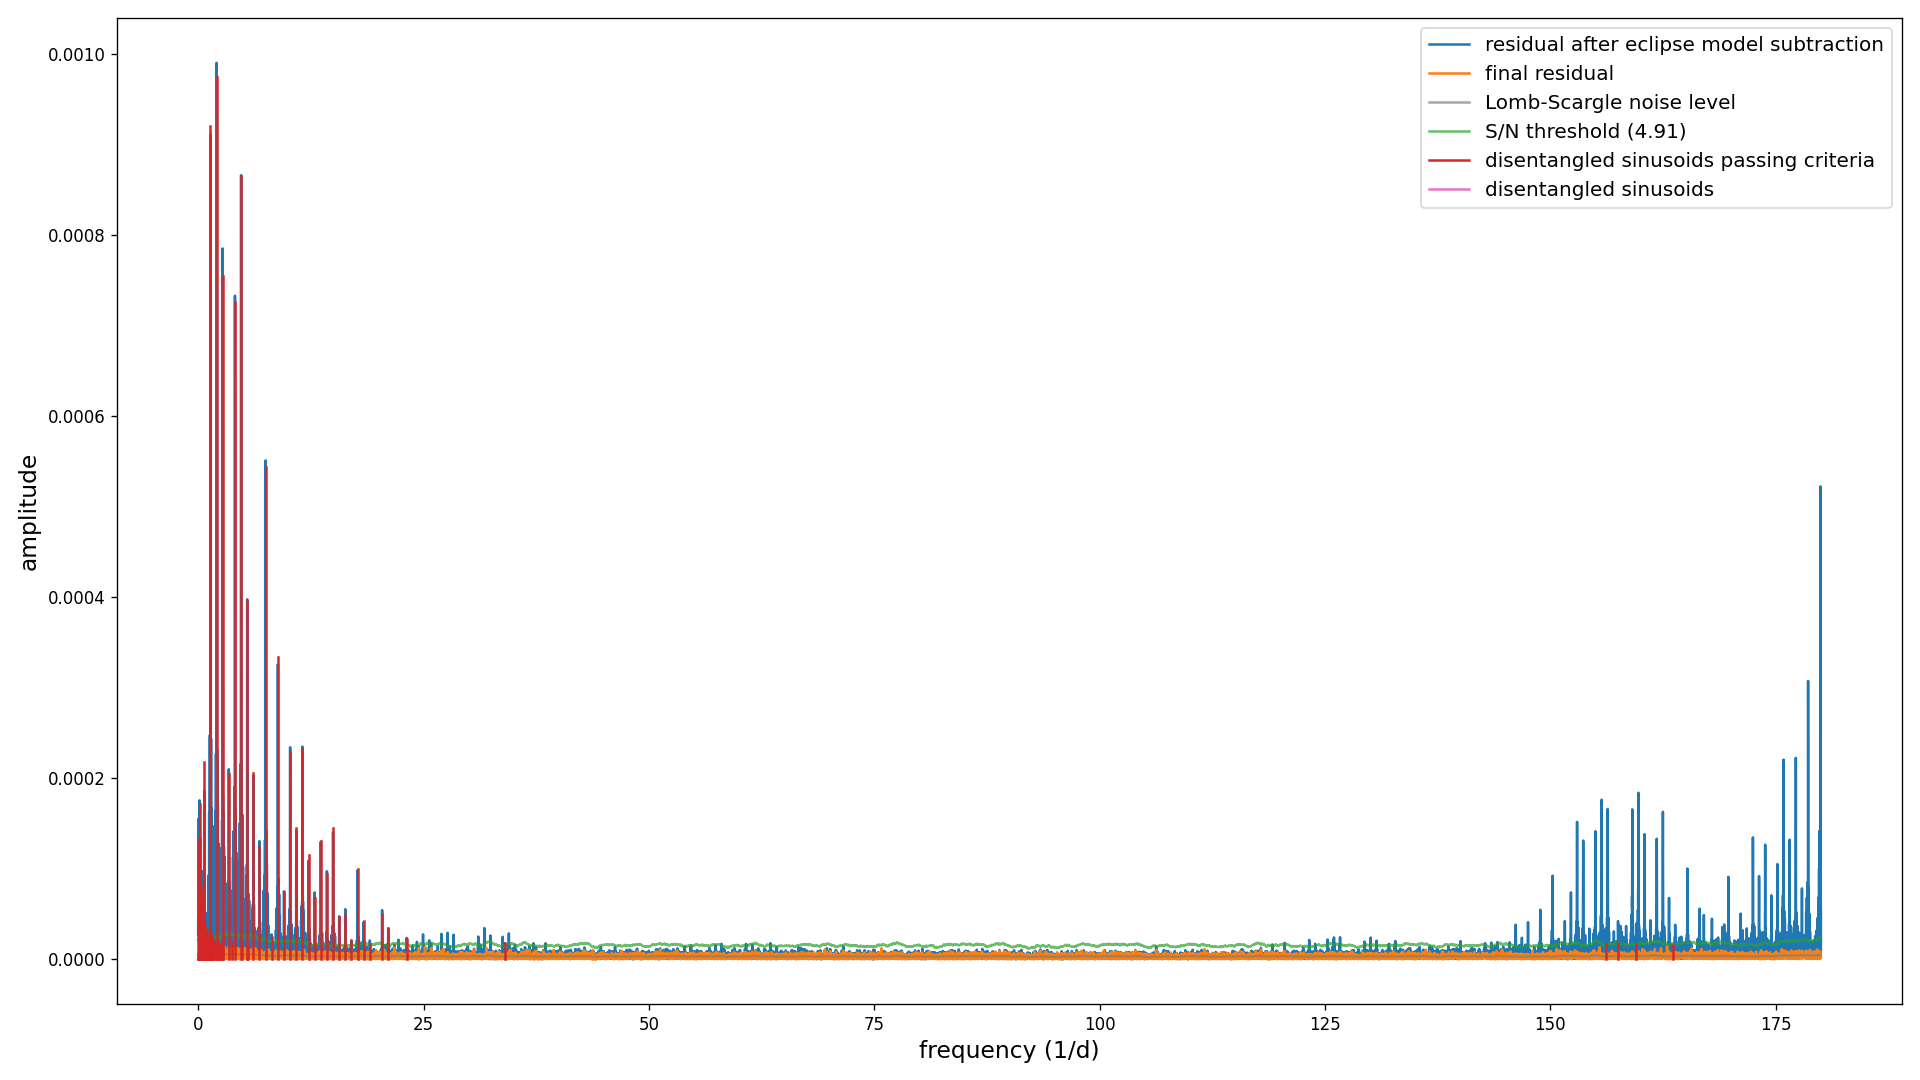 residual after eclipse model subtraction
final residual
Lomb-Scargle noise level
S/N threshold (4.91)
disentangled sinusoids passing criteria
disentangled sinusoids
0.0010
0.0008
0.0006
0.0004
0.0002
0.0000
amplitude
0 25 50 75 100 125 150 175
frequency (1/d)